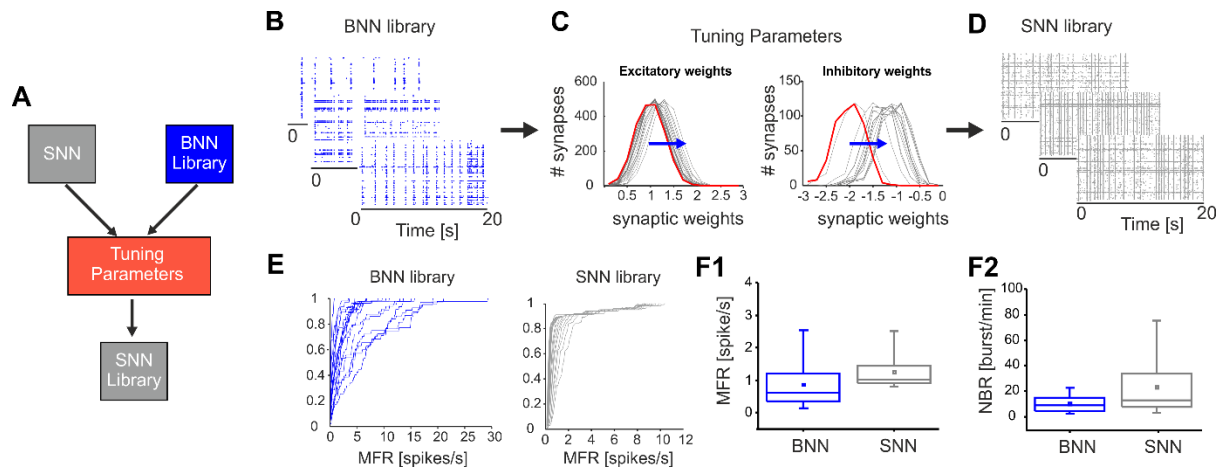 A
SNN
BNN
Library
Tuning
Parameters
SNN
Library
B
BNN library
0
0
0
20
Time [s]
C
Tuning Parameters
Excitatory weights
# synapses
600
400
200
0
0.5
1
1.5
2
2.5
3
synaptic weights
Inhibitory weights
# synapses
150
100
50
0
-3
-2.5
-2
-1.5
-1
-0.5
0
synaptic weights
D
SNN library
0
0
0
20
Time [s]
E
BNN library
1
0.8
0.6
0.4
0.2
0
0
5
10
15
20
25
30
MFR [spikes/s]
SNN library
1
0.8
0.6
0.4
0.2
0
0
2
4
6
8
10
12
MFR [spikes/s]
F1
MFR [spike/s]
4
3
2
1
0
BNN
SNN
F2
NBR [burst/min]
100
80
60
40
20
0
BNN
SNN